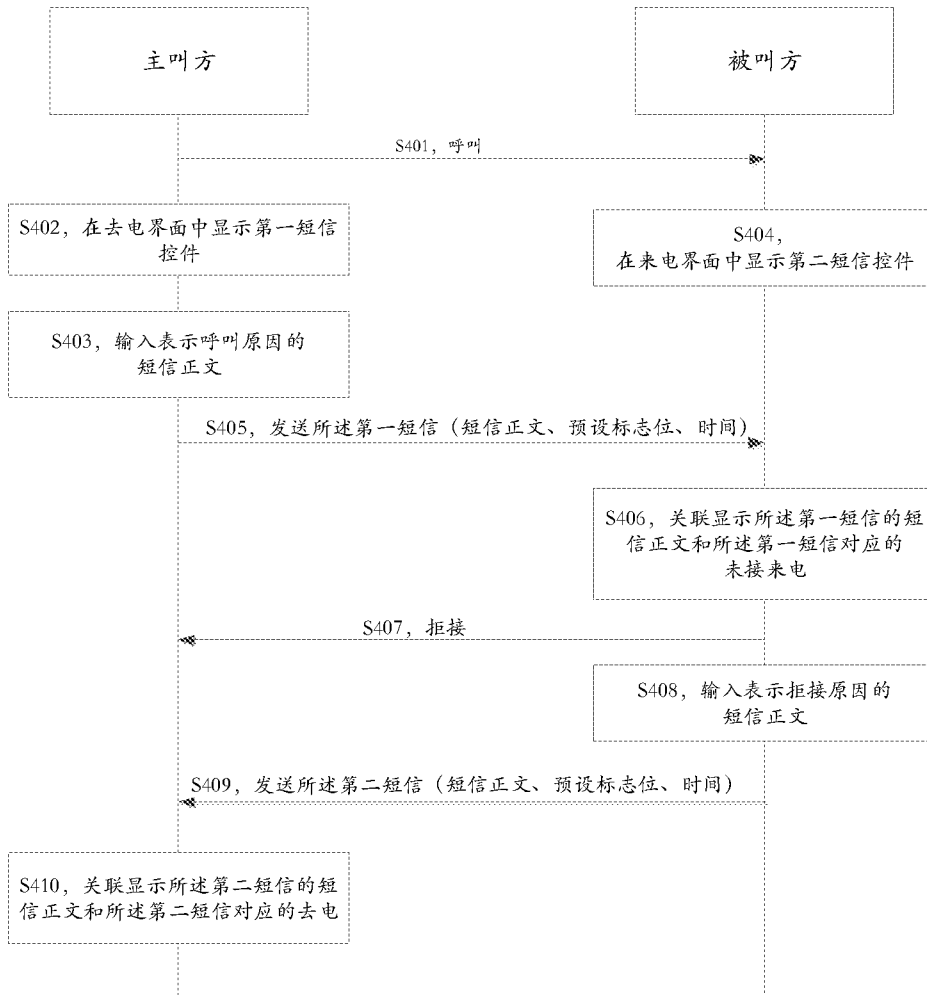 主叫方
被叫方
S401，呼叫
S402，在去电界面中显示第一短信
控件
S404，
在来电界面中显示第二短信控件
S403，输入表示呼叫原因的
短信正文
S405，发送所述第一短信（短信正文、预设标志位、时间）
S406，关联显示所述第一短信的短
信正文和所述第一短信对应的
未接来电
S407，拒接
S408，输入表示拒接原因的
短信正文
S409，发送所述第二短信（短信正文、预设标志位、时间）
S410，关联显示所述第二短信的短
信正文和所述第二短信对应的去电